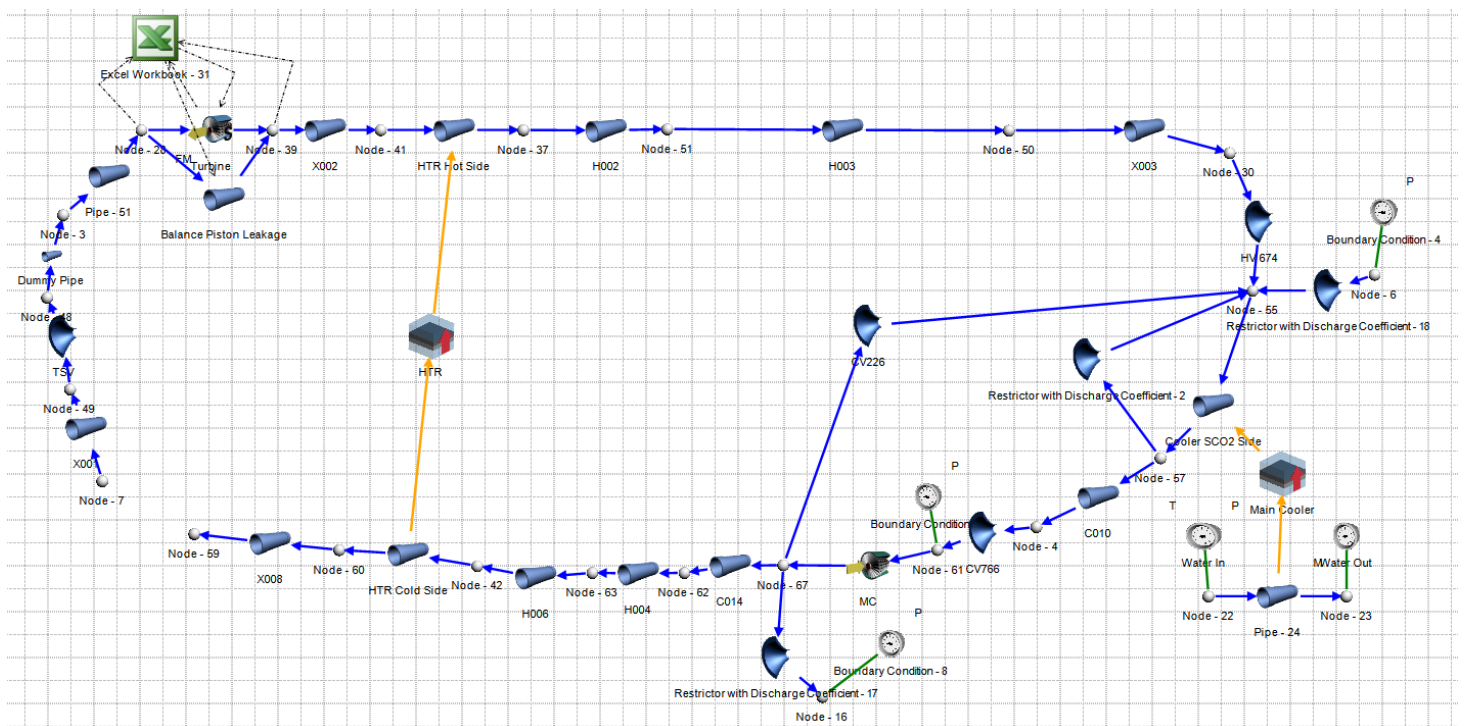 Excel Workbook - 31
Node - 28
FM
Turbine
Node - 39
X002
Node - 41
HTR Hot Side
Node - 37
H002
Node - 51
H003
Node - 50
X003
Node - 30
P
Pipe - 51
Balance Piston Leakage
Node - 3
Boundary Condition - 4
HV 674
Dummy Pipe
Node - 6
Node - 48
Node - 55
Restrictor with Discharge Coefficient - 18
TSV
HTR
CV226
Node - 49
Restrictor with Discharge Coefficient - 2
Cooler SCO2 Side
X001
Node - 57
P
Node - 7
T
P
Main Cooler
Boundary Condition
C010
Node - 4
Water In
MWater Out
Node - 59
X008
Node - 60
HTR Cold Side
Node - 42
H006
Node - 63
H004
Node - 62
C014
Node - 67
MC
Node - 61
CV766
P
Node - 22
Pipe - 24
Node - 23
Boundary Condition - 8
Restrictor with Discharge Coefficient - 17
Node - 16